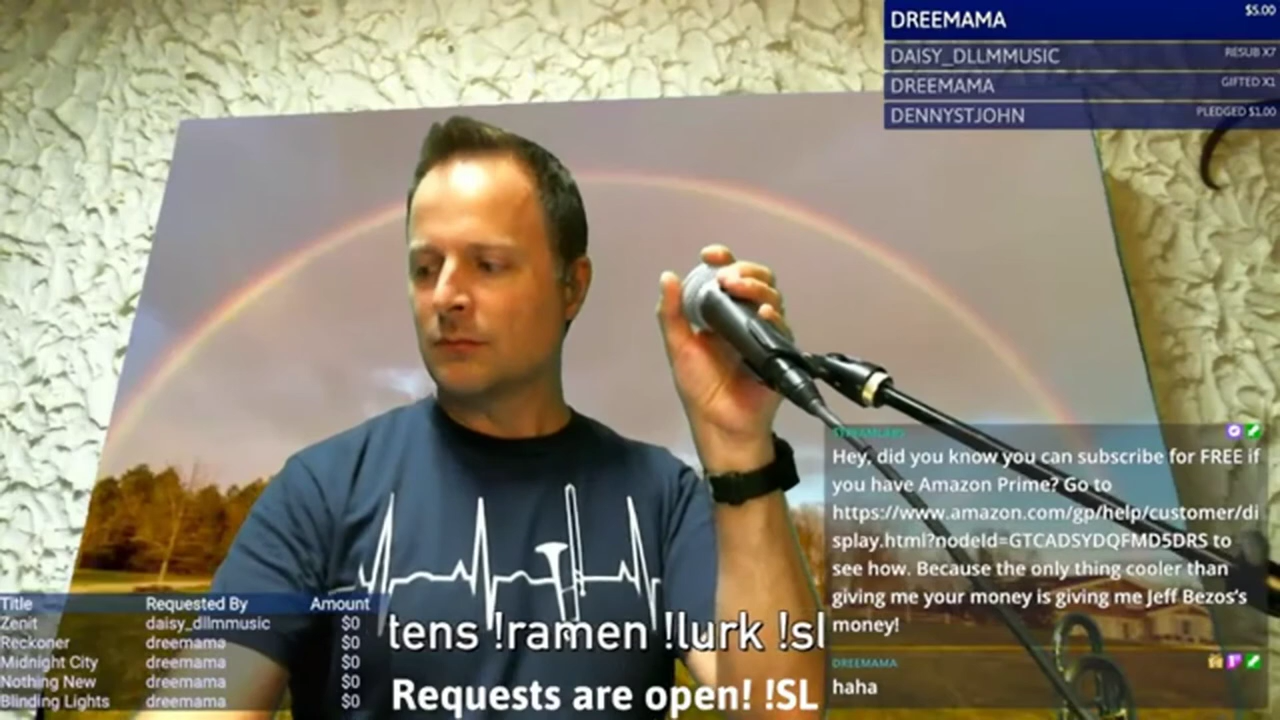 DREEMAMA $5.00
DAISY_DLLMMUSIC RESUB X7
DREEMAMA GIFTED X1
DENNYSTJOHN PLEDGED $1.00
Hey, did you know you can subscribe for FREE if
you have Amazon Prime? Go to
https://www.amazon.com/gp/help/customer/di
splay.html?nodeId=GTCADSYDQFMD5DRS to
see how. Because the only thing cooler than
giving me your money is giving me Jeff Bezos's
money!
DREEMAMA
haha
Title Requested By Amount
Zenit daisy_dllmmusic $0
Reckoner dreemama $0
Midnight City dreemama $0
Nothing New dreemama $0
Blinding Lights dreemama $0
tens !ramen !lurk !sl
Requests are open! !SL